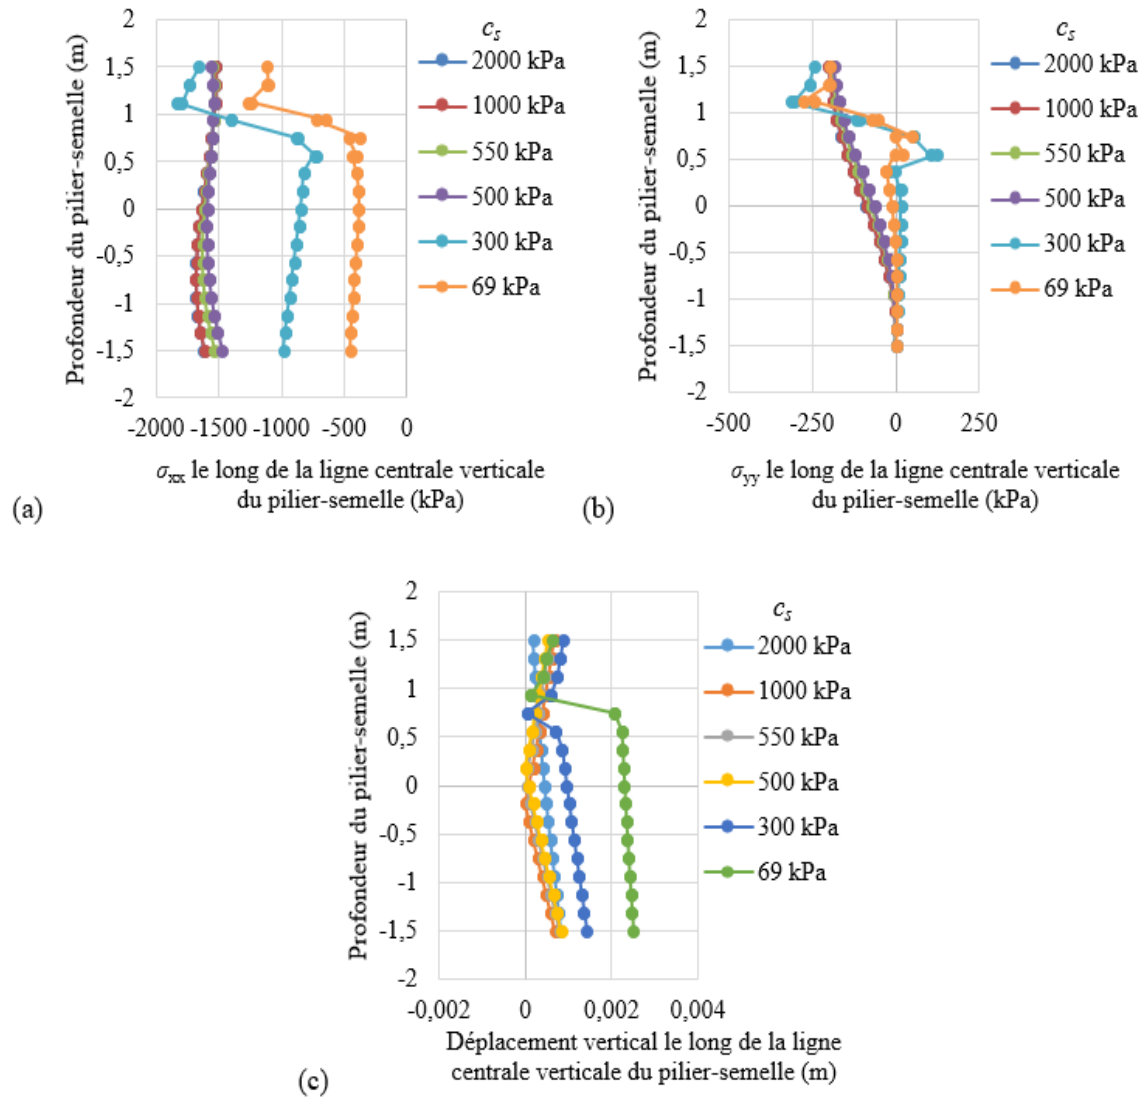 2
1,5
1
0,5
0
-0,5
-1
-1,5
-2
Profondeur du pilier-semelle (m)
-2000 -1500 -1000 -500 0
σxx le long de la ligne centrale verticale
du pilier-semelle (kPa)
(a)
cs
2000 kPa
1000 kPa
550 kPa
500 kPa
300 kPa
69 kPa
2
1,5
1
0,5
0
-0,5
-1
-1,5
-2
Profondeur du pilier-semelle (m)
-500 -250 0 250
σyy le long de la ligne centrale verticale
du pilier-semelle (kPa)
(b)
cs
2000 kPa
1000 kPa
550 kPa
500 kPa
300 kPa
69 kPa
2
1,5
1
0,5
0
-0,5
-1
-1,5
-2
Profondeur du pilier-semelle (m)
-0,002 0 0,002 0,004
Déplacement vertical le long de la ligne
centrale verticale du pilier-semelle (m)
(c)
cs
2000 kPa
1000 kPa
550 kPa
500 kPa
300 kPa
69 kPa